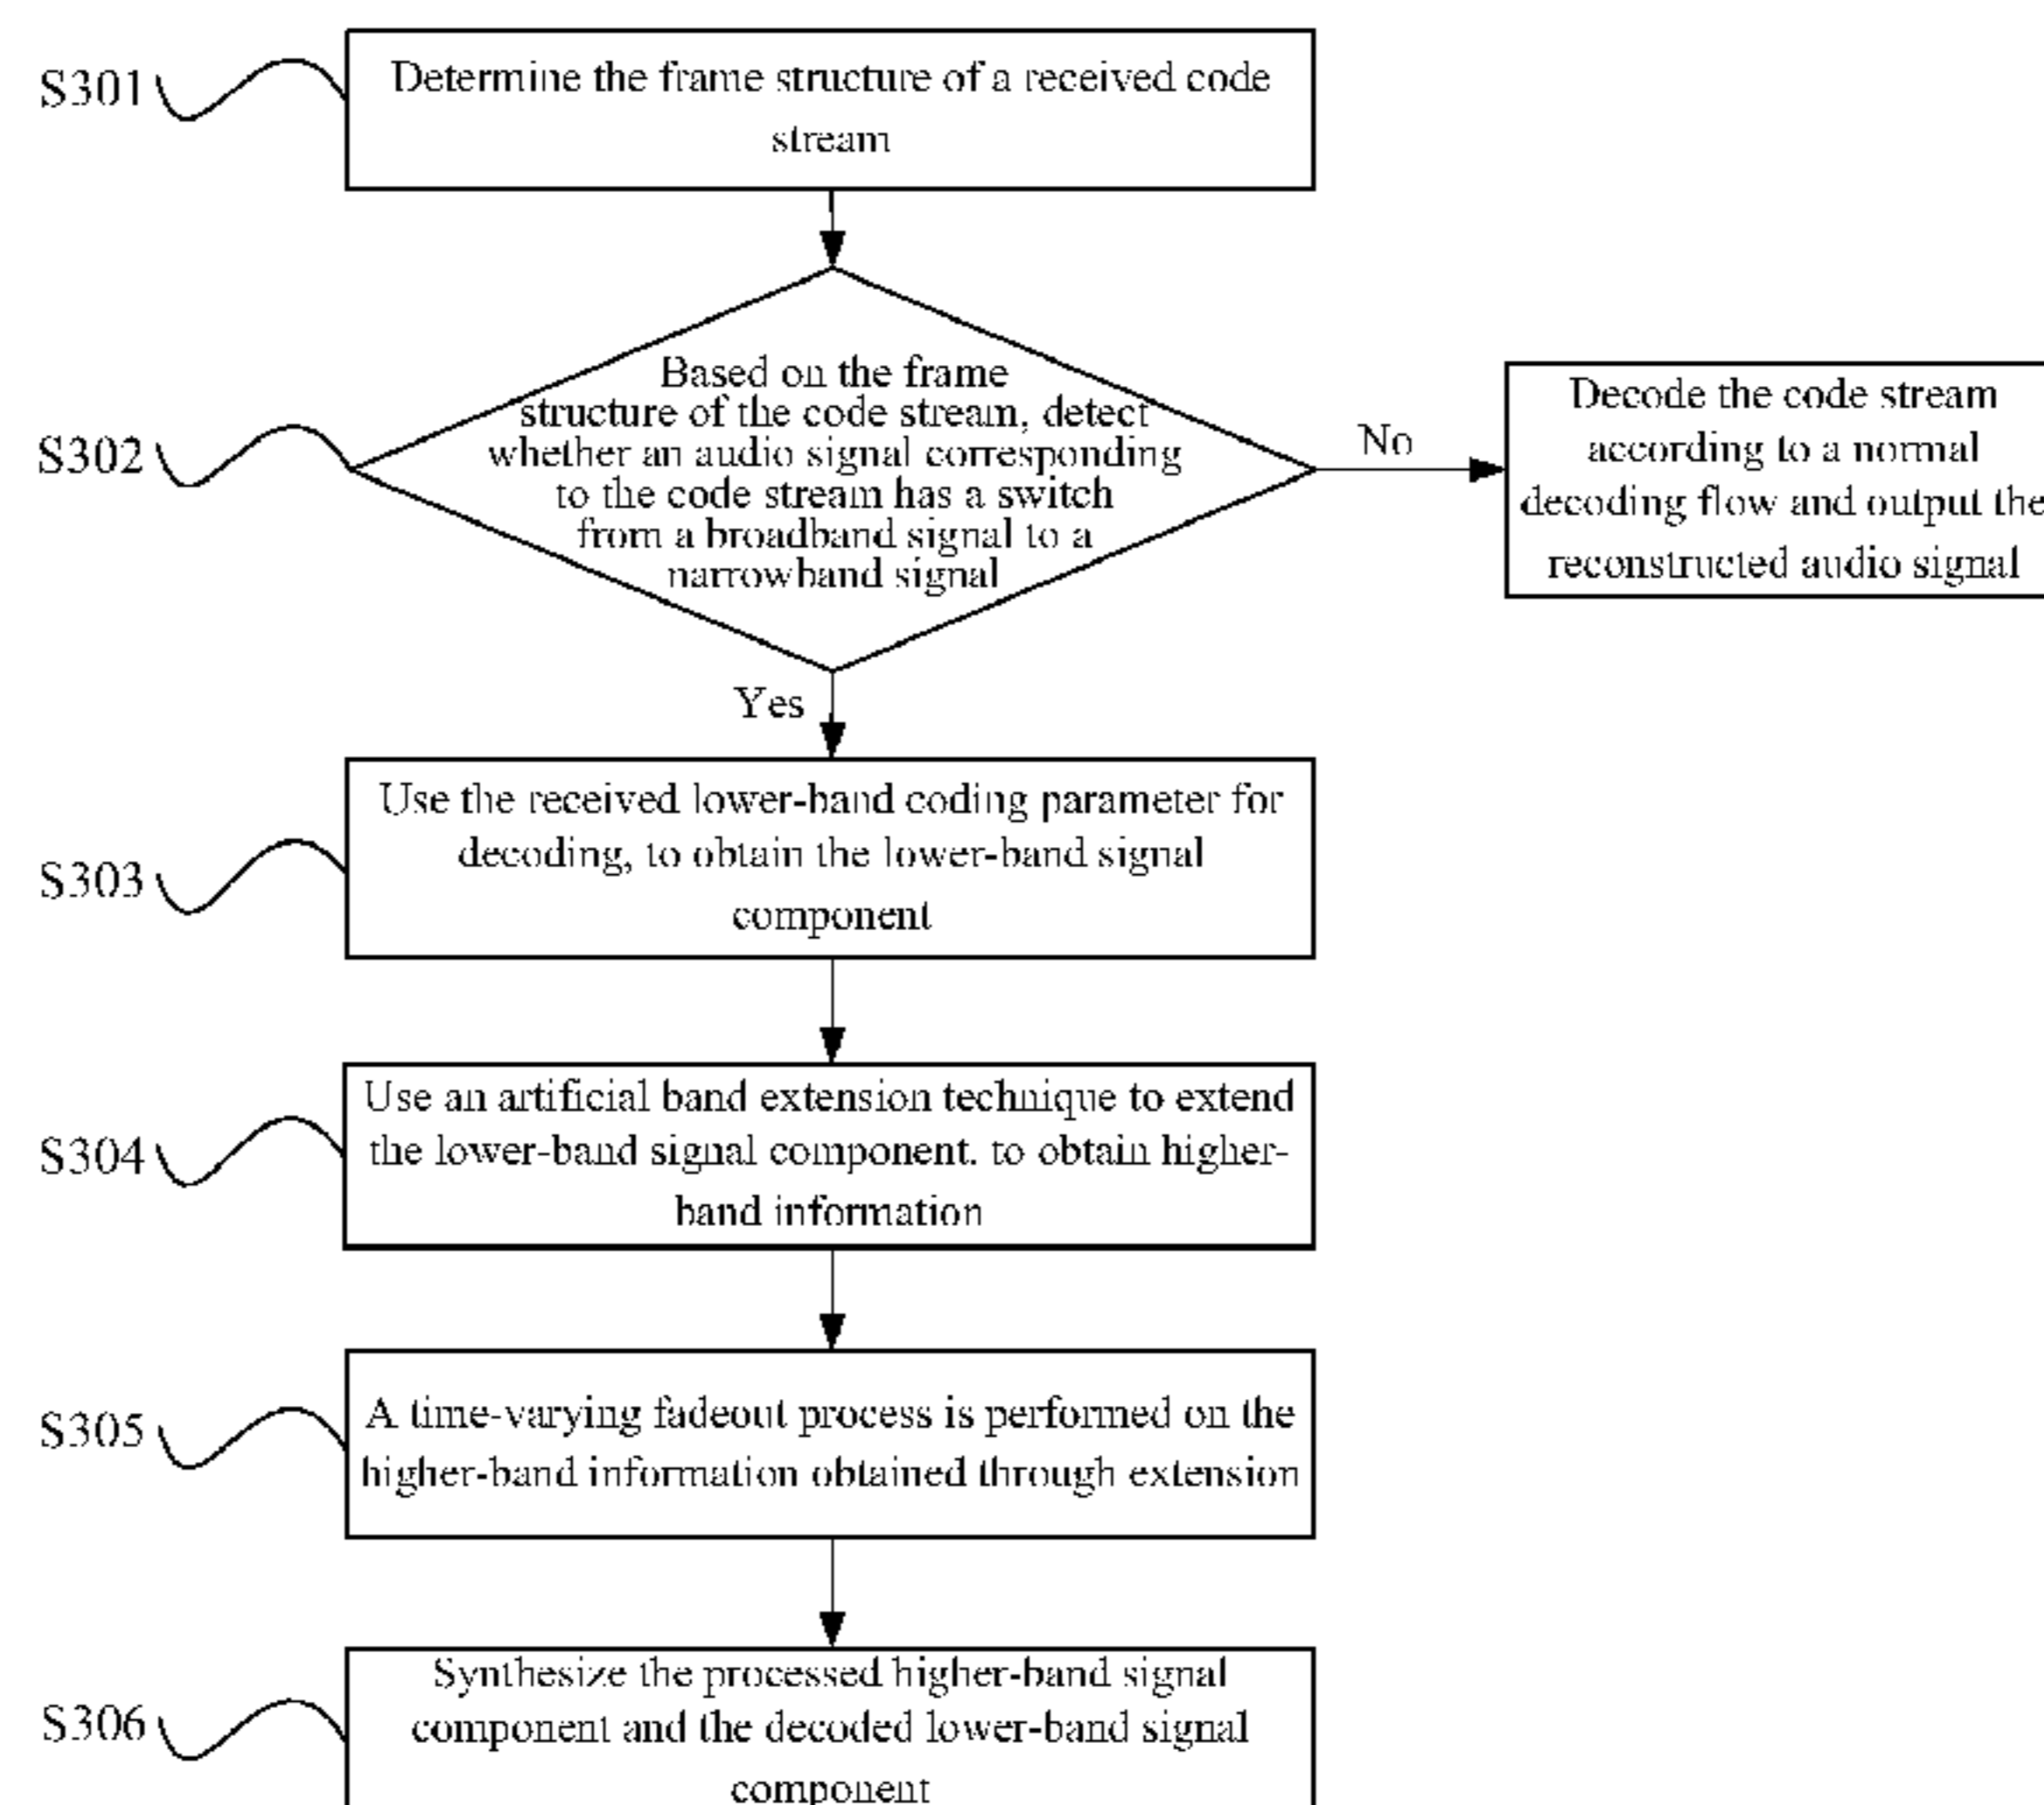 S301
Determine the frame structure of a received code
stream
S302
Based on the frame
structure of the code stream, detect
whether an audio signal corresponding
to the code stream has a switch
from a broadband signal to a
narrowband signal
No
Decode the code stream
according to a normal
decoding flow and output the
reconstructed audio signal
Yes
S303
Use the received lower-band coding parameter for
decoding, to obtain the lower-band signal
component
S304
Use an artificial band extension technique to extend
the lower-band signal component. to obtain higher-
band information
S305
A time-varying fadeout process is performed on the
higher-band information obtained through extension
S306
Synthesize the processed higher-band signal
component and the decoded lower-band signal
component